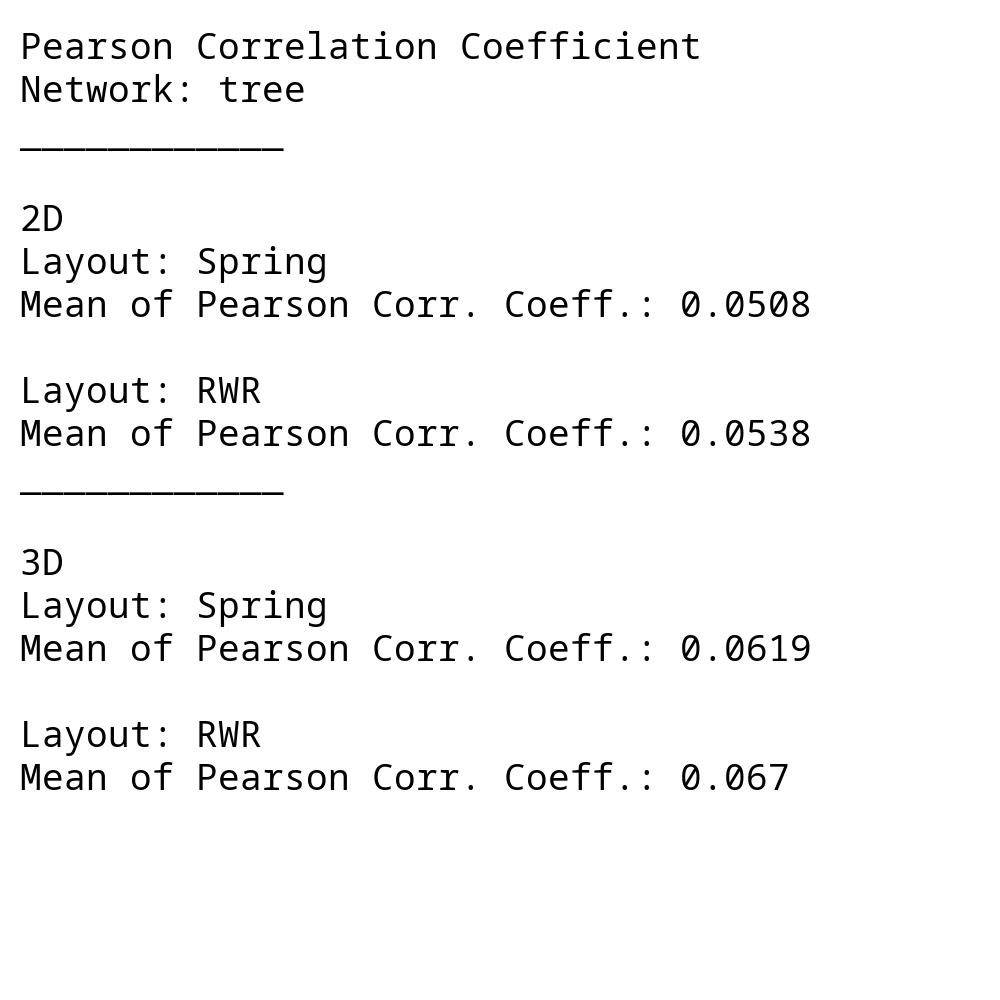 Pearson Correlation Coefficient
Network: tree
____________
2D
Layout: Spring
Mean of Pearson Corr. Coeff.: 0.0508
Layout: RWR
Mean of Pearson Corr. Coeff.: 0.0538
____________
3D
Layout: Spring
Mean of Pearson Corr. Coeff.: 0.0619
Layout: RWR
Mean of Pearson Corr. Coeff.: 0.067